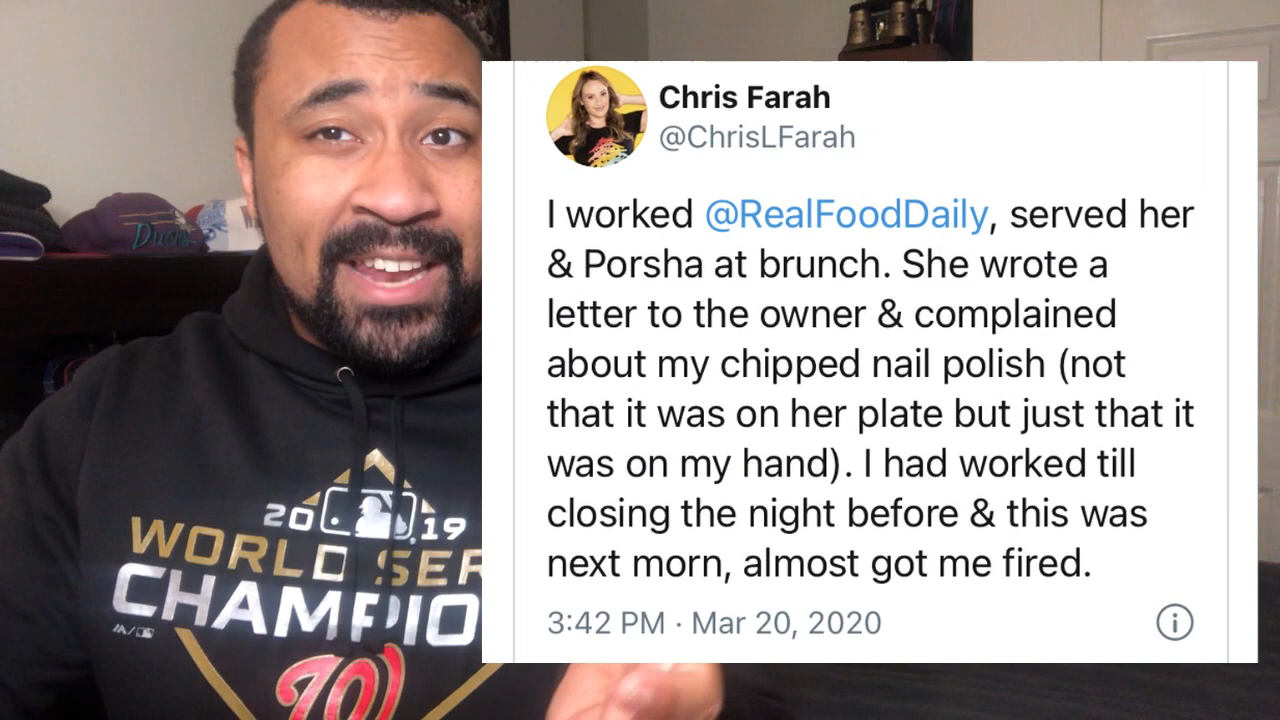 Chris Farah
@ChrisLFarah
I worked @RealFoodDaily, served her
& Porsha at brunch. She wrote a
letter to the owner & complained
about my chipped nail polish (not
that it was on her plate but just that it
was on my hand). I had worked till
closing the night before & this was
next morn, almost got me fired.
3:42 PM · Mar 20, 2020
Ducks
2019
WORLD SER
CHAMPIO
W